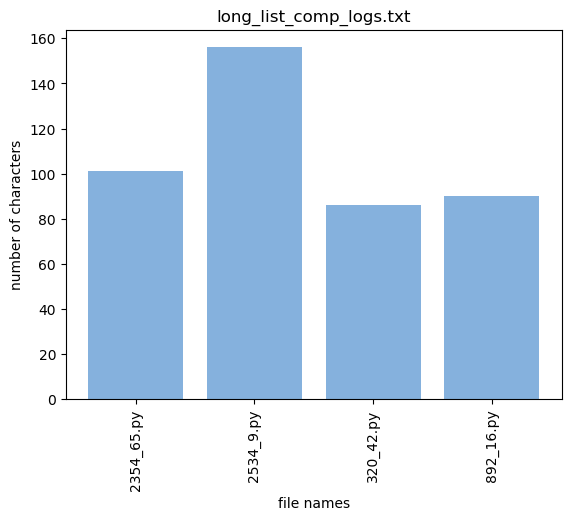 long_list_comp_logs.txt
number of characters
160
140
120
100
80
60
40
20
0
2354_65.py
2534_9.py
320_42.py
892_16.py
file names